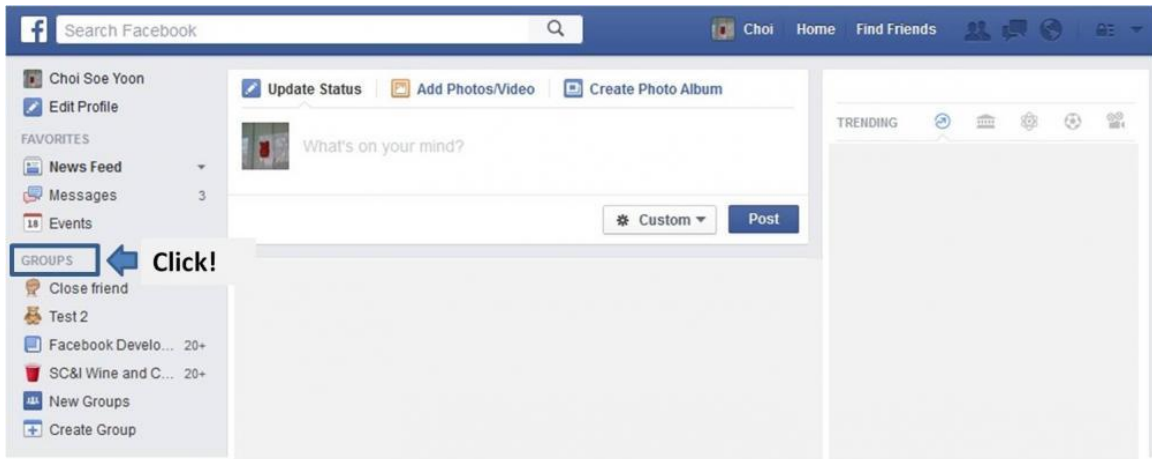 f Search Facebook Choi Home Find Friends
Choi Soe Yoon
Edit Profile
FAVORITES
News Feed
Messages 3
18 Events
GROUPS Click!
Close friend
Test 2
Facebook Develo... 20+
SC&I Wine and C... 20+
New Groups
Create Group
Update Status Add Photos/Video Create Photo Album
What's on your mind?
Custom Post
TRENDING